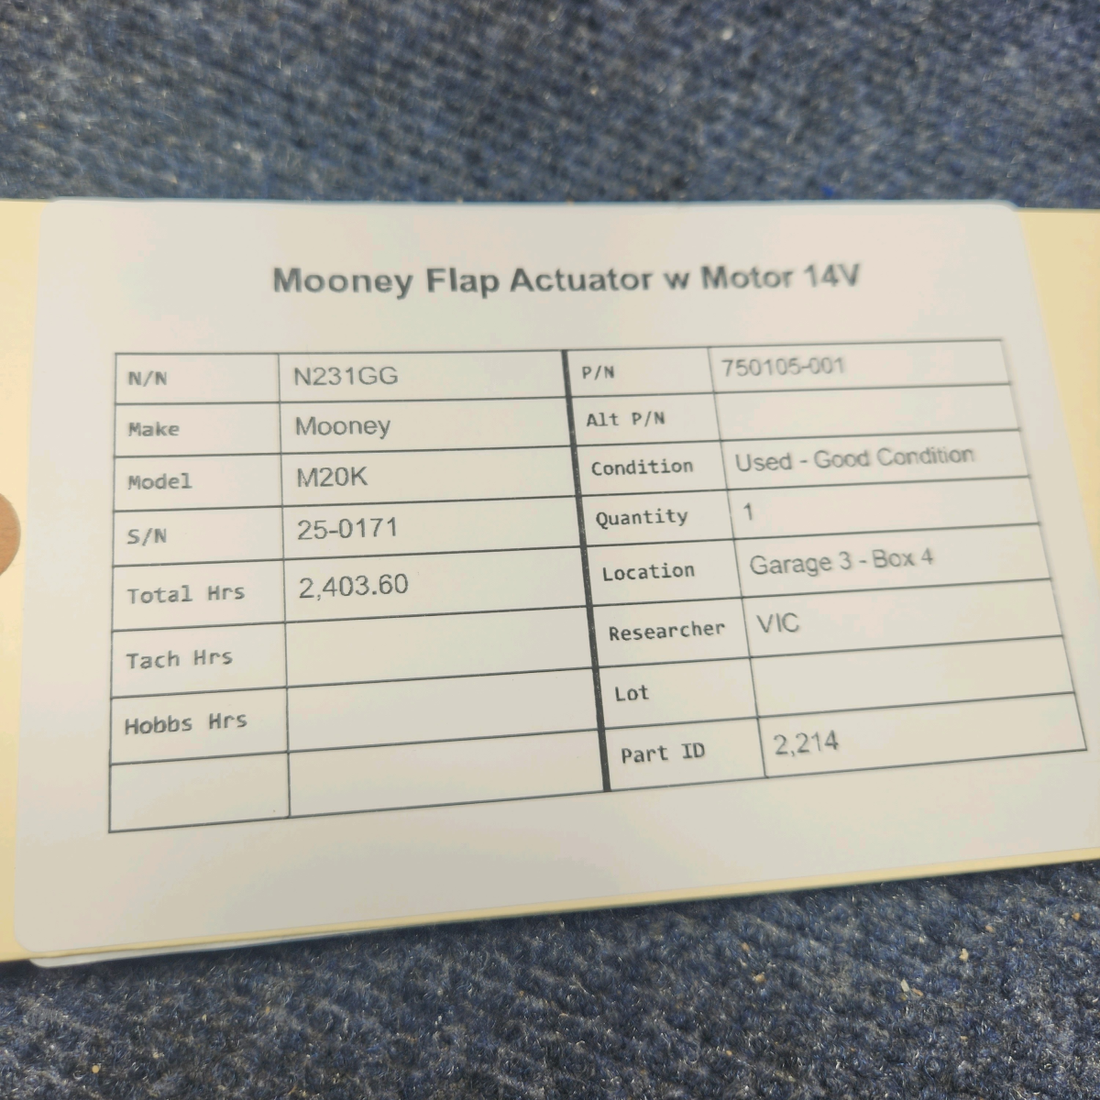 Mooney Flap Actuator w Motor 14V
N/N N231GG P/N 750105-001
Make Mooney Alt P/N
Model M20K Condition Used - Good Condition
S/N 25-0171 Quantity 1
Total Hrs 2,403.60 Location Garage 3 - Box 4
Tach Hrs Researcher VIC
Hobbs Hrs Lot
Part ID 2,214